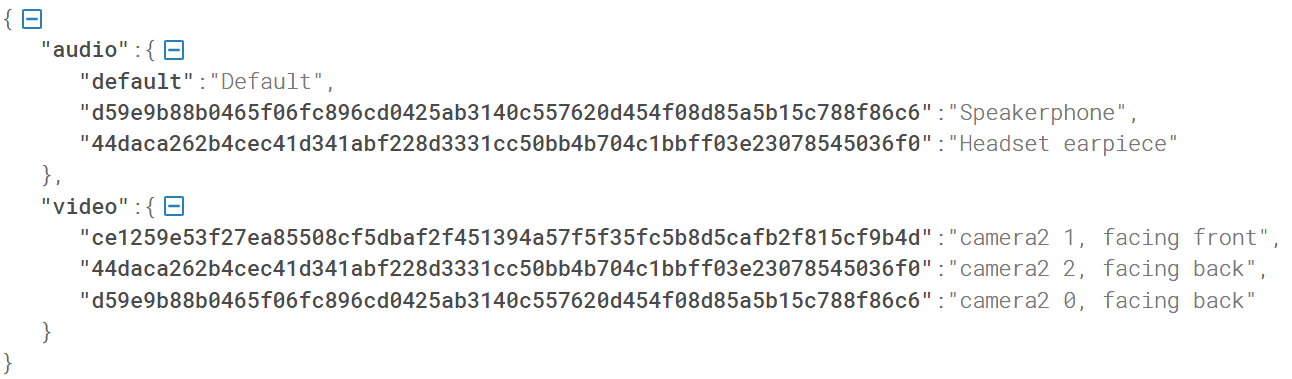 {
"audio":{
"default":"Default",
"d59e9b88b0465f06fc896cd0425ab3140c557620d454f08d85a5b15c788f86c6":"Speakerphone",
"44daca262b4cec41d341abf228d3331cc50bb4b704c1bbff03e23078545036f0":"Headset earpiece"
},
"video":{
"ce1259e53f27ea85508cf5dbaf2f451394a57f5f35fc5b8d5cafb2f815cf9b4d":"camera2 1, facing front",
"44daca262b4cec41d341abf228d3331cc50bb4b704c1bbff03e23078545036f0":"camera2 2, facing back",
"d59e9b88b0465f06fc896cd0425ab3140c557620d454f08d85a5b15c788f86c6":"camera2 0, facing back"
}
}